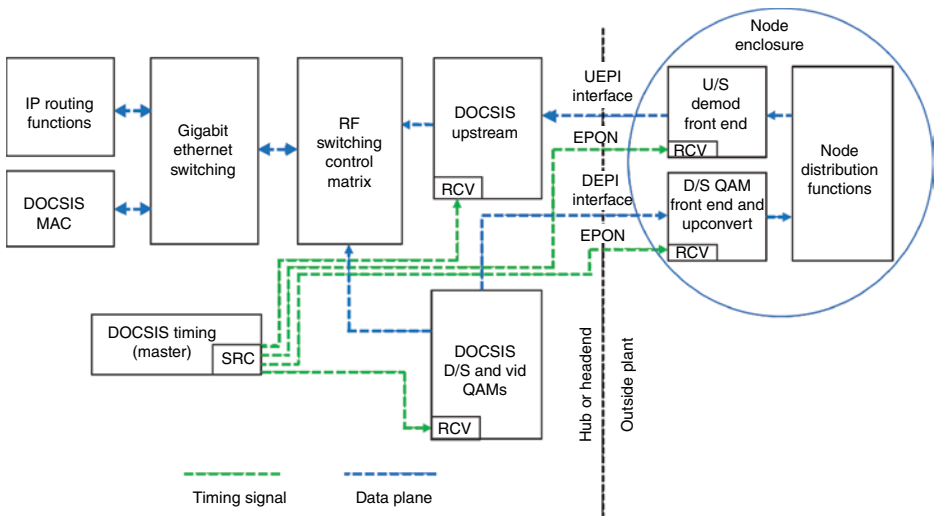 Node
enclosure
IP routing
functions
DOCSIS
MAC
Gigabit
ethernet
switching
RF
switching
control
matrix
DOCSIS
upstream
RCV
UEPI
interface
EPON
DEPI
interface
EPON
U/S
demod
front end
RCV
D/S QAM
front end and
upconvert
RCV
Node
distribution
functions
DOCSIS timing
(master)
SRC
DOCSIS
D/S and vid
QAMs
RCV
Hub or headend
Outside plant
Timing signal
Data plane